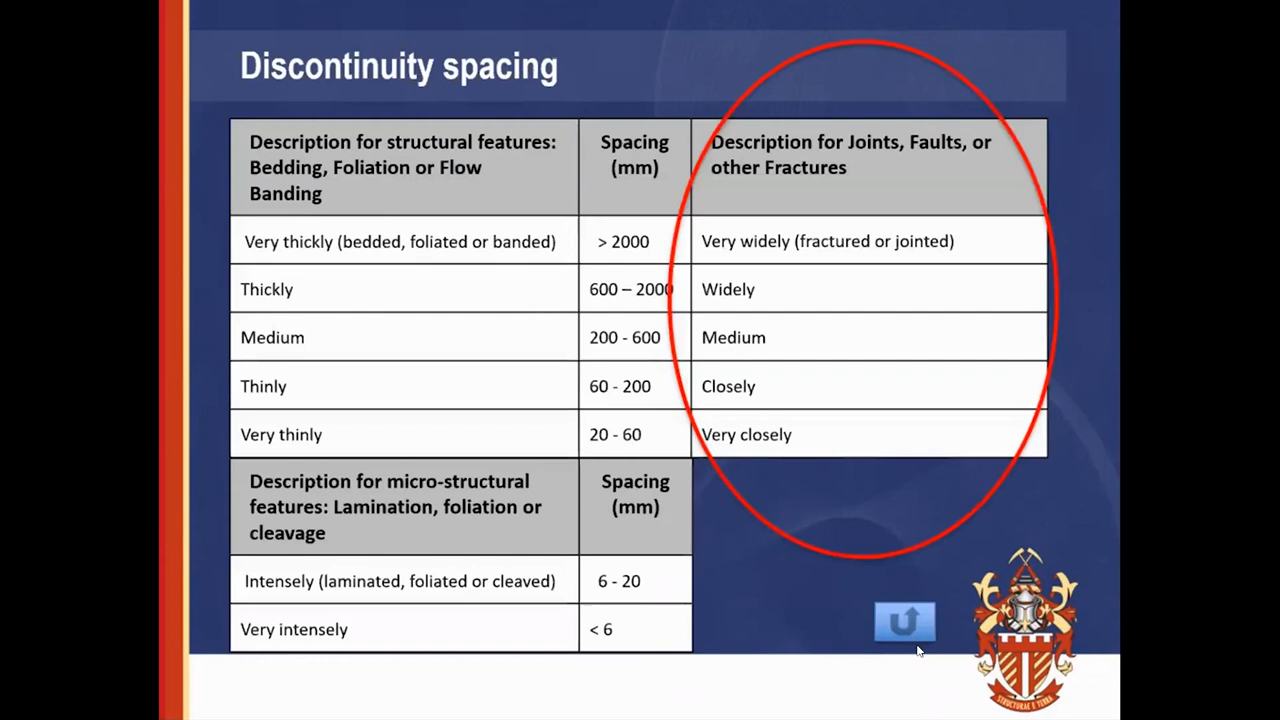 Discontinuity spacing
Description for structural features:
Bedding, Foliation or Flow
Banding
Spacing
(mm)
Description for Joints, Faults, or
other Fractures
Very thickly (bedded, foliated or banded)
> 2000
Very widely (fractured or jointed)
Thickly
600 – 2000
Widely
Medium
200 - 600
Medium
Thinly
60 - 200
Closely
Very thinly
20 - 60
Very closely
Description for micro-structural
features: Lamination, foliation or
cleavage
Spacing
(mm)
Intensely (laminated, foliated or cleaved)
6 - 20
Very intensely
< 6
STRUCTURAE E TERRA